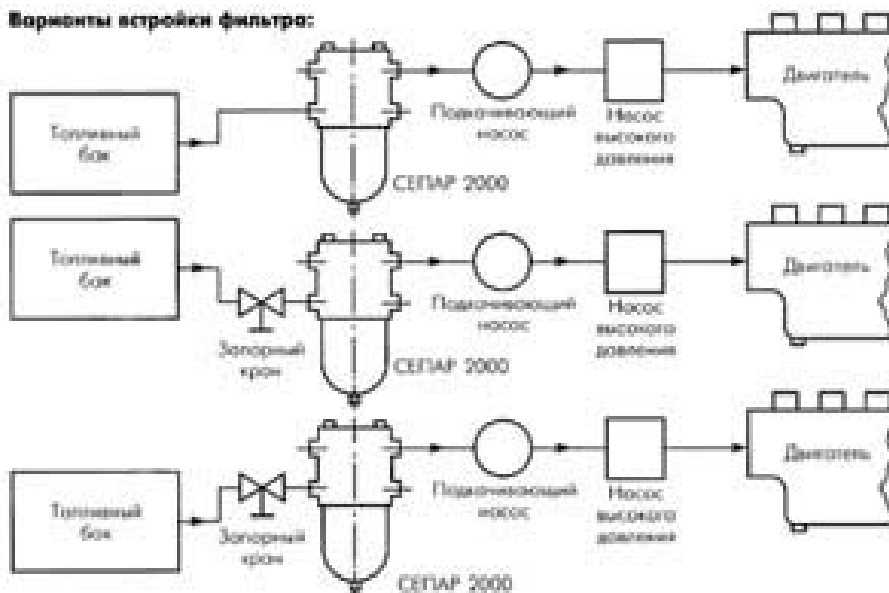 Варианты встройки фильтра:
Топливный
бак
СЕПАР 2000
Подкачивающий
насос
Насос
высокого
давления
Двигатель
Топливный
бак
Запорный
кран
СЕПАР 2000
Подкачивающий
насос
Насос
высокого
давления
Двигатель
Топливный
бак
Запорный
кран
СЕПАР 2000
Подкачивающий
насос
Насос
высокого
давления
Двигатель